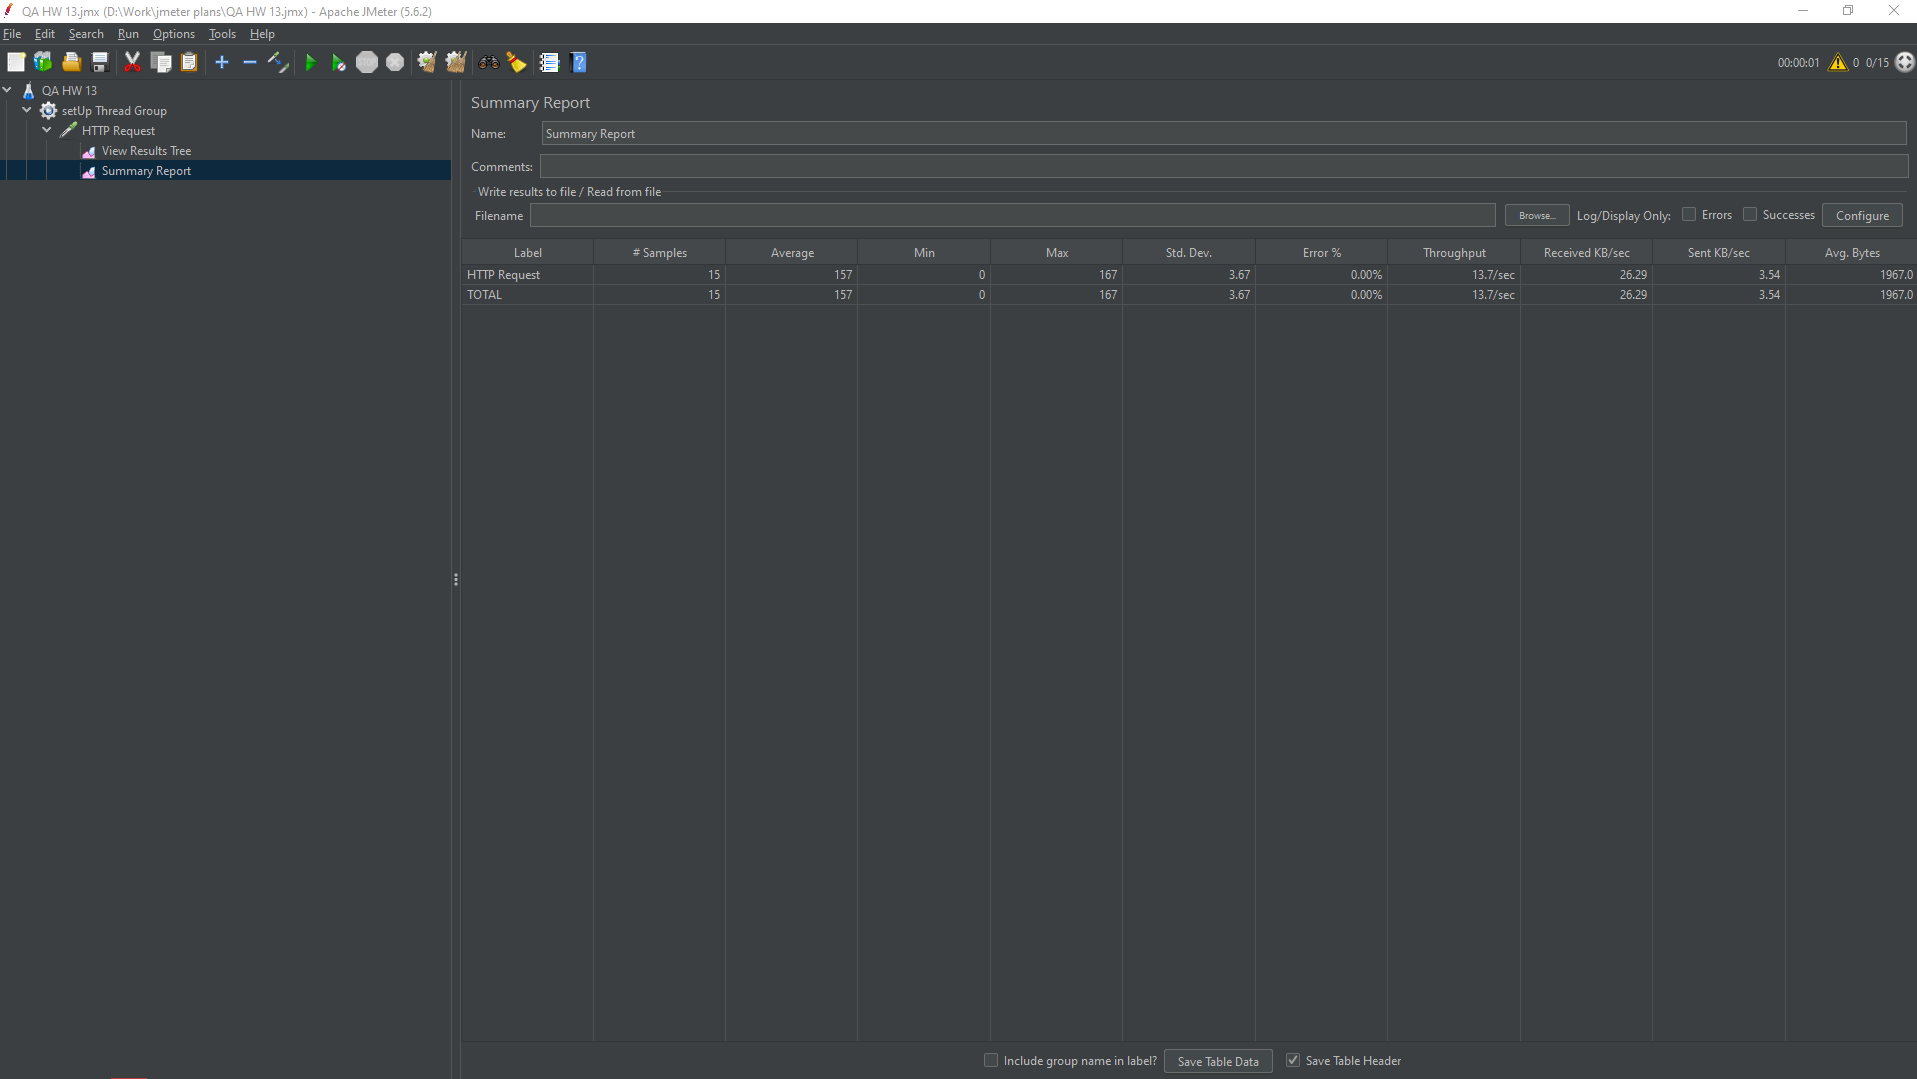 QA HW 13.jmx (D:\Work\jmeter plans\QA HW 13.jmx) - Apache JMeter (5.6.2)
File Edit Search Run Options Tools Help
STOP
00:00:01 0 0/15
QA HW 13
setUp Thread Group
HTTP Request
View Results Tree
Summary Report
Summary Report
Name: Summary Report
Comments:
Write results to file / Read from file
Filename Browse... Log/Display Only: Errors Successes Configure
Label # Samples Average Min Max Std. Dev. Error % Throughput Received KB/sec Sent KB/sec Avg. Bytes
HTTP Request 15 157 0 167 3.67 0.00% 13.7/sec 26.29 3.54 1967.0
TOTAL 15 157 0 167 3.67 0.00% 13.7/sec 26.29 3.54 1967.0
Include group name in label? Save Table Data Save Table Header